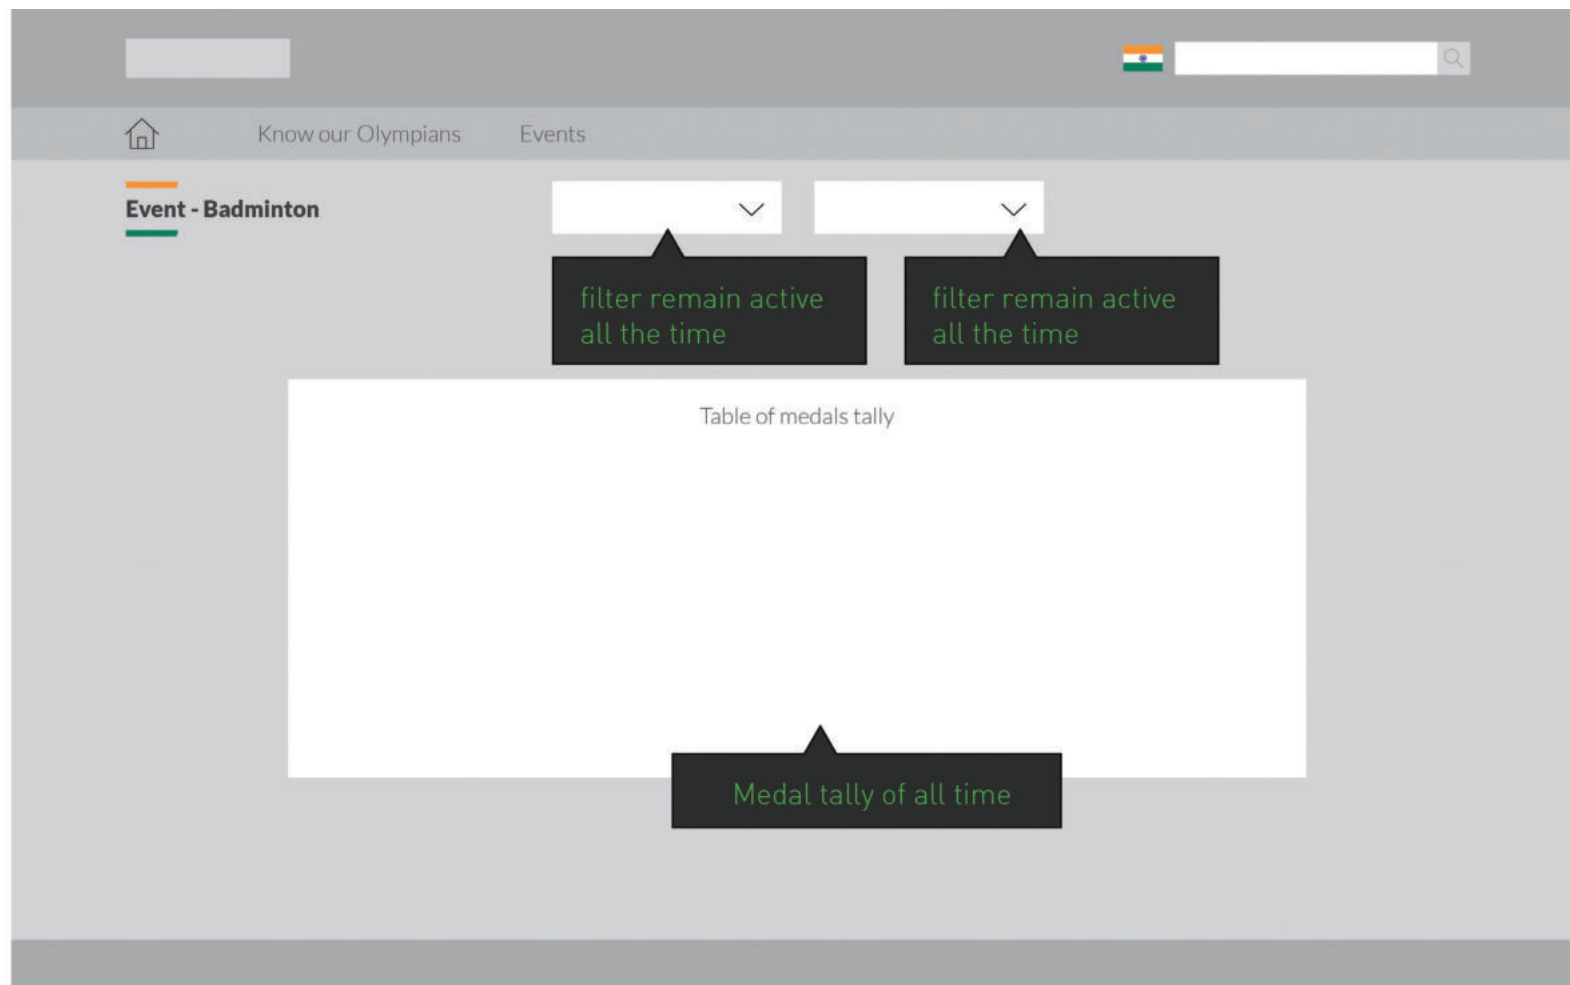 Know our Olympians
Events
Event - Badminton
filter remain active
all the time
filter remain active
all the time
Table of medals tally
Medal tally of all time